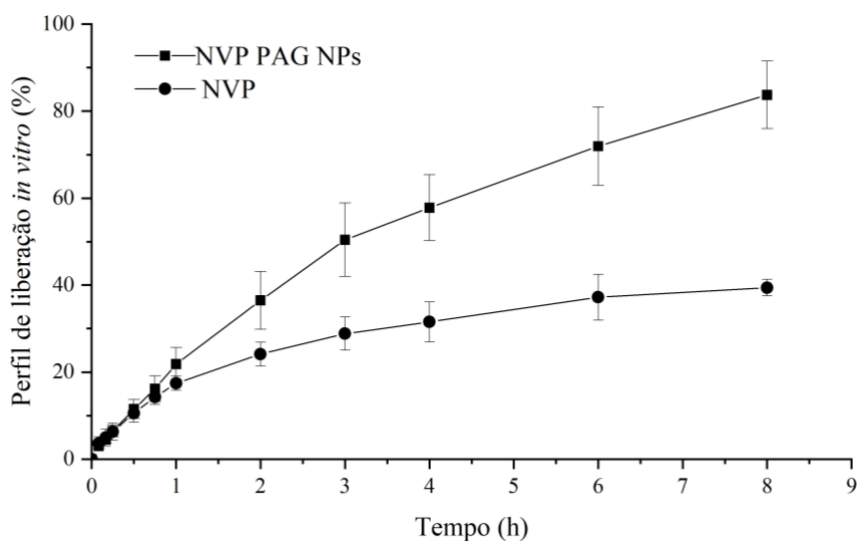 100
80
60
40
20
0
Perfil de liberação in vitro (%)
NVP PAG NPs
NVP
0 1 2 3 4 5 6 7 8 9
Tempo (h)